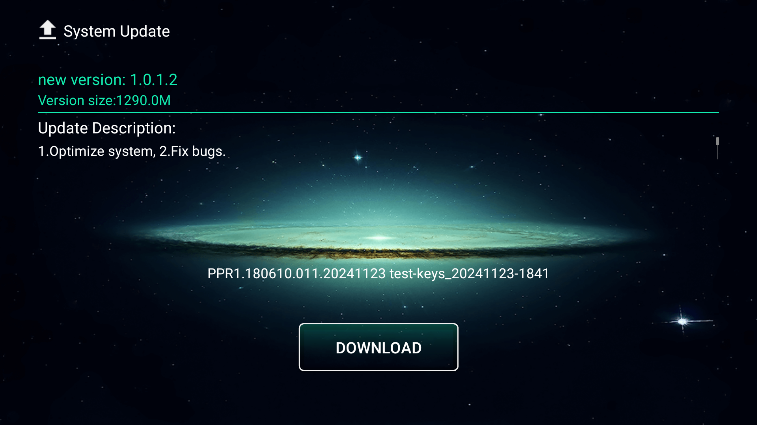 System Update
new version: 1.0.1.2
Version size:1290.0M
Update Description:
1.Optimize system, 2.Fix bugs.
PPR1.180610.011.20241123 test-keys_20241123-1841
DOWNLOAD